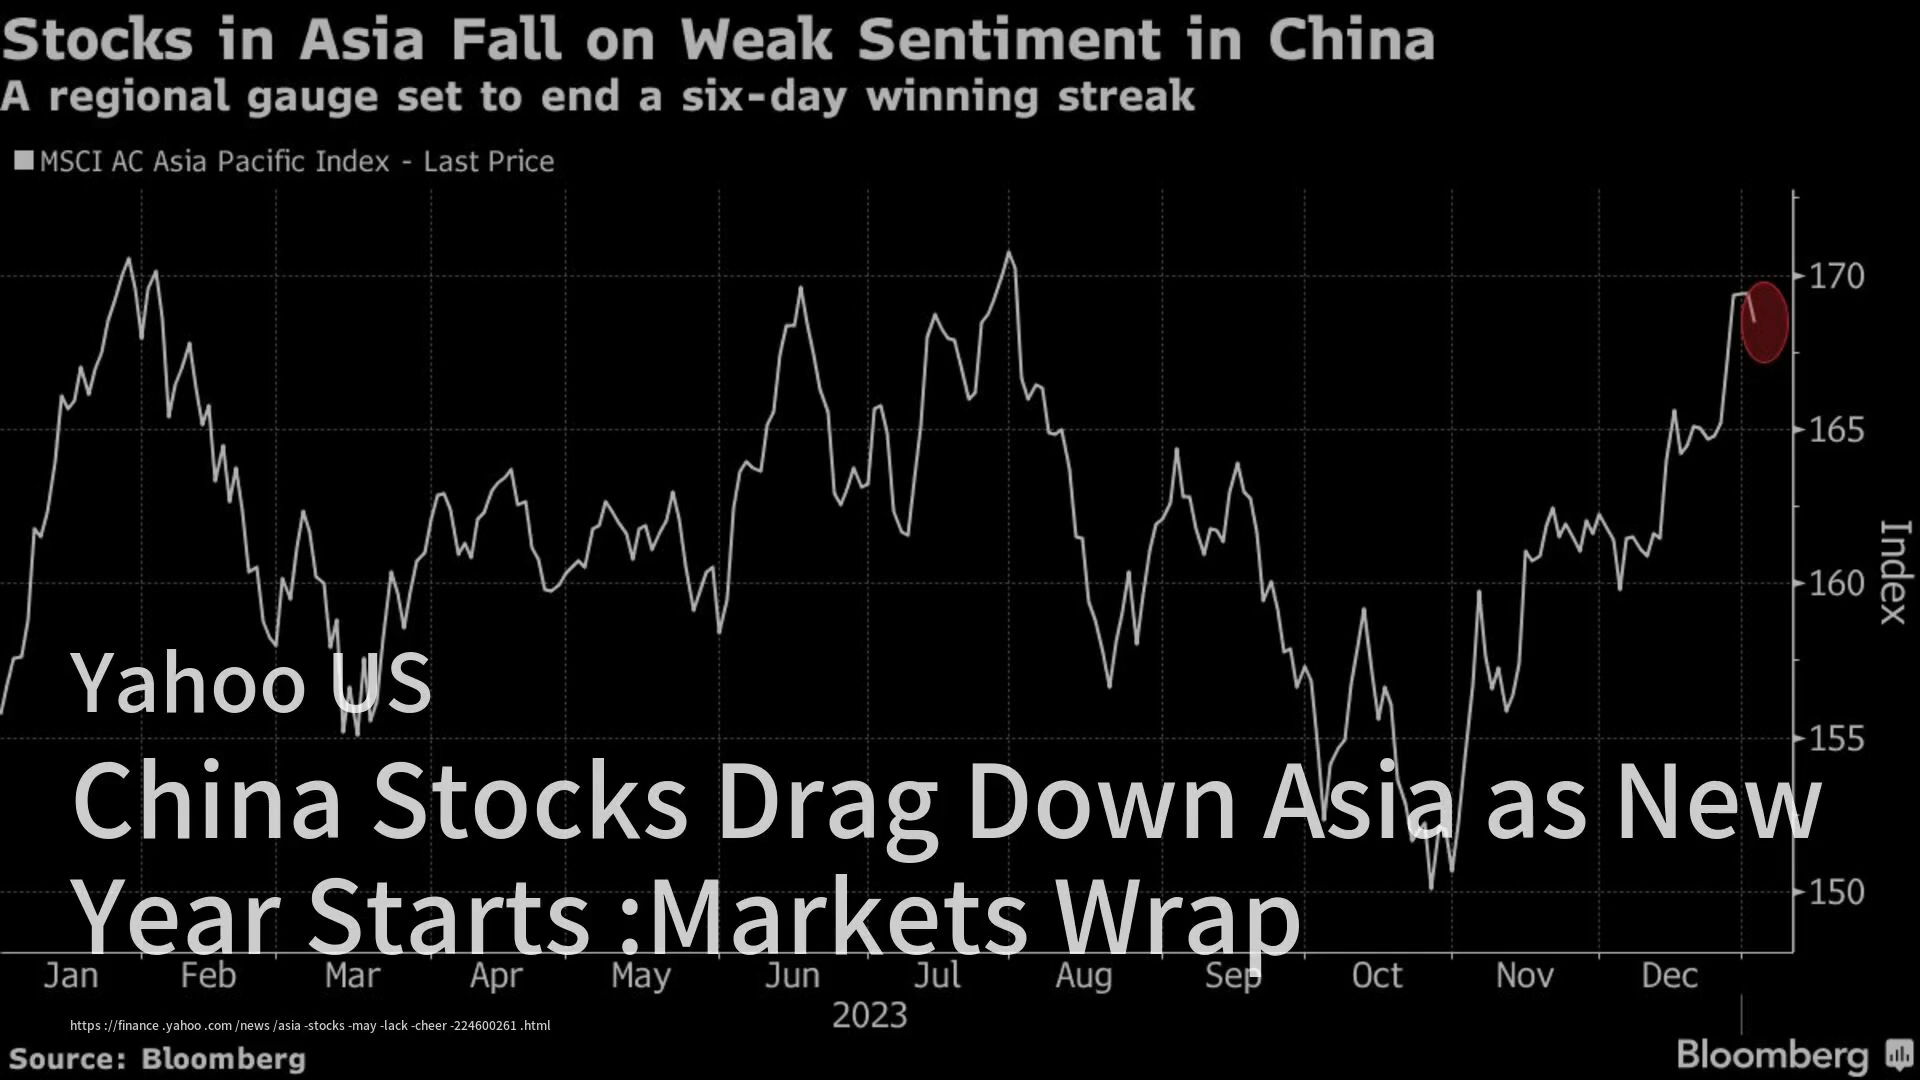 Stocks in Asia Fall on Weak Sentiment in China
A regional gauge set to end a six-day winning streak
MSCI AC Asia Pacific Index - Last Price
170
165
160
155
150
Index
Yahoo US
China Stocks Drag Down Asia as New
Year Starts :Markets Wrap
Jan Feb Mar Apr May Jun Jul Aug Sep Oct Nov Dec
2023
https ://finance .yahoo .com /news /asia -stocks -may -lack -cheer -224600261 .html
Source: Bloomberg
Bloomberg